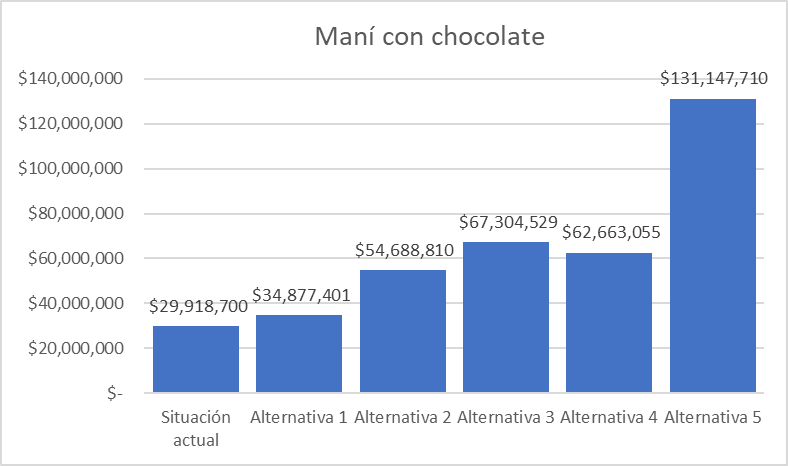 Maní con chocolate
$140,000,000
$120,000,000
$100,000,000
$80,000,000
$60,000,000
$40,000,000
$20,000,000
$-
$29,918,700
$34,877,401
$54,688,810
$67,304,529
$62,663,055
$131,147,710
Situación
actual
Alternativa 1
Alternativa 2
Alternativa 3
Alternativa 4
Alternativa 5